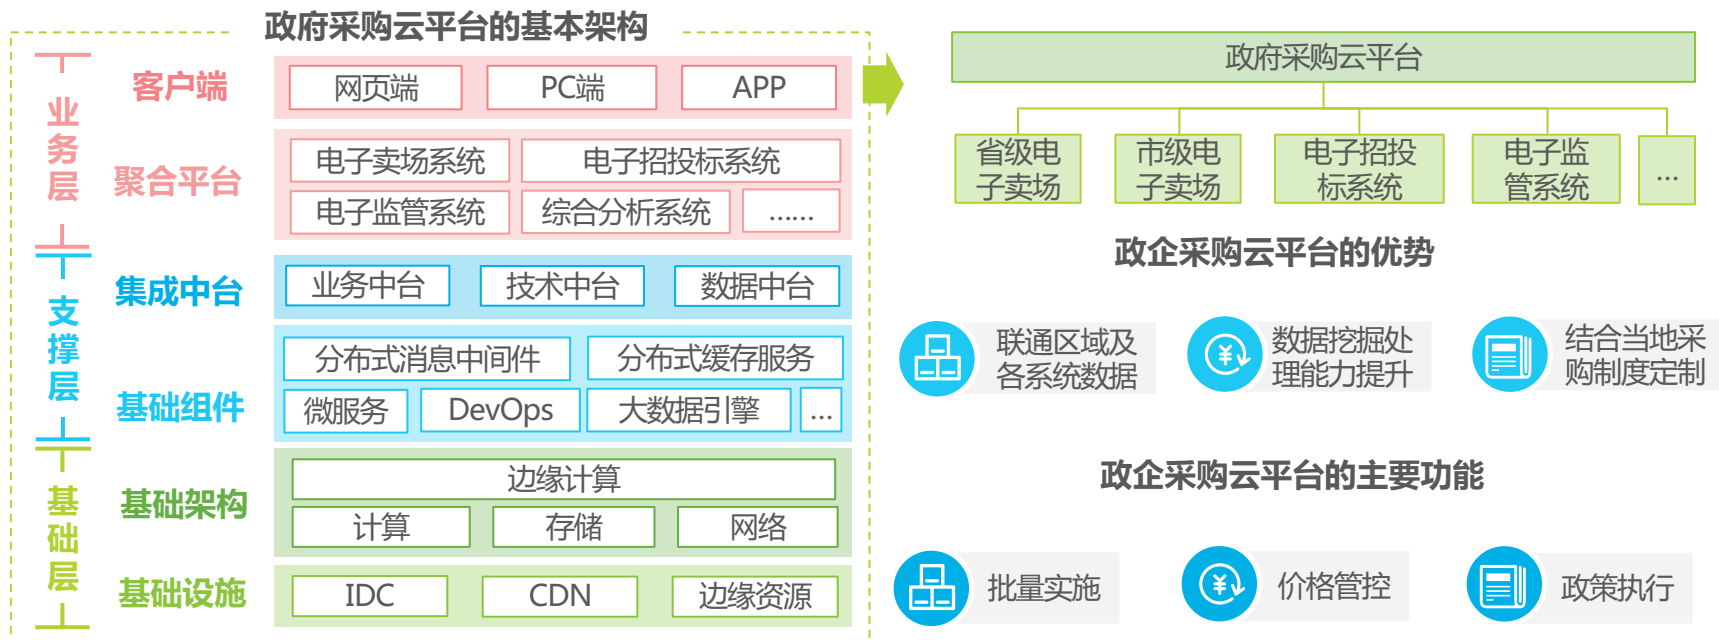 政府采购云平台的基本架构
业务层
客户端
网页端
PC端
APP
聚合平台
电子卖场系统
电子招投标系统
电子监管系统
综合分析系统
……
支撑层
集成中台
业务中台
技术中台
数据中台
基础组件
分布式消息中间件
分布式缓存服务
微服务
DevOps
大数据引擎
...
基础层
基础架构
边缘计算
计算
存储
网络
基础设施
IDC
CDN
边缘资源
政府采购云平台
省级电
子卖场
市级电
子卖场
电子招投
标系统
电子监
管系统
...
政企采购云平台的优势
联通区域及
各系统数据
数据挖掘处
理能力提升
结合当地采
购制度定制
政企采购云平台的主要功能
批量实施
价格管控
政策执行